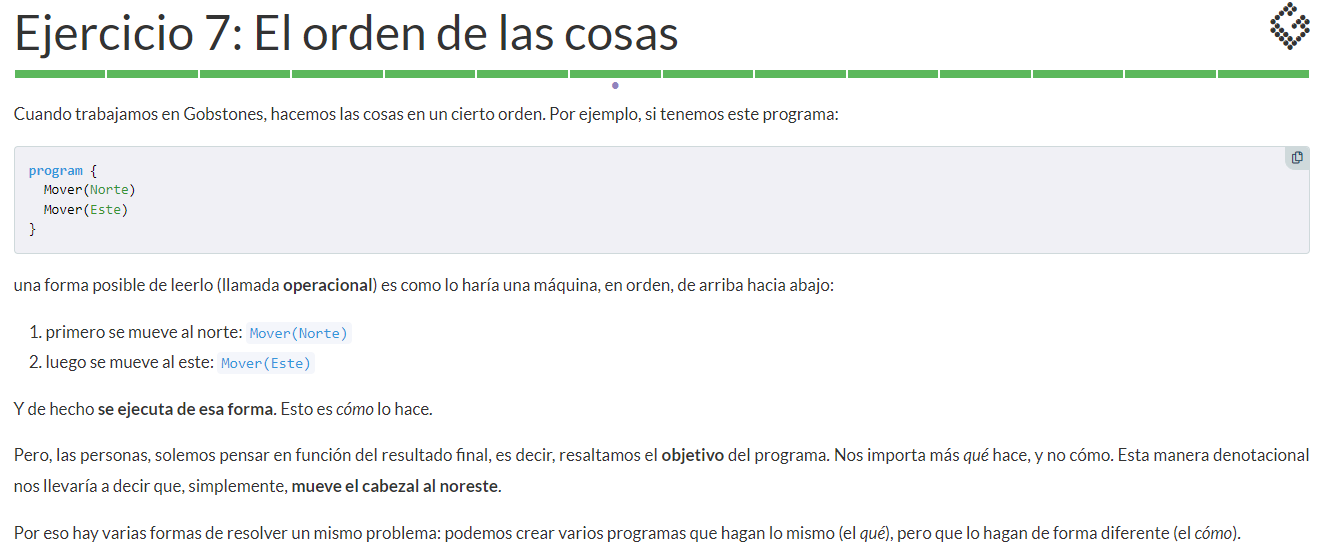 Ejercicio 7: El orden de las cosas
Cuando trabajamos en Gobstones, hacemos las cosas en un cierto orden. Por ejemplo, si tenemos este programa:
program {
  Mover(Norte)
  Mover(Este)
}
una forma posible de leerlo (llamada operacional) es como lo haría una máquina, en orden, de arriba hacia abajo:
1. primero se mueve al norte: Mover(Norte)
2. luego se mueve al este: Mover(Este)
Y de hecho se ejecuta de esa forma. Esto es cómo lo hace.
Pero, las personas, solemos pensar en función del resultado final, es decir, resaltamos el objetivo del programa. Nos importa más qué hace, y no cómo. Esta manera denotacional
nos llevaría a decir que, simplemente, mueve el cabezal al noreste.
Por eso hay varias formas de resolver un mismo problema: podemos crear varios programas que hagan lo mismo (el qué), pero que lo hagan de forma diferente (el cómo).